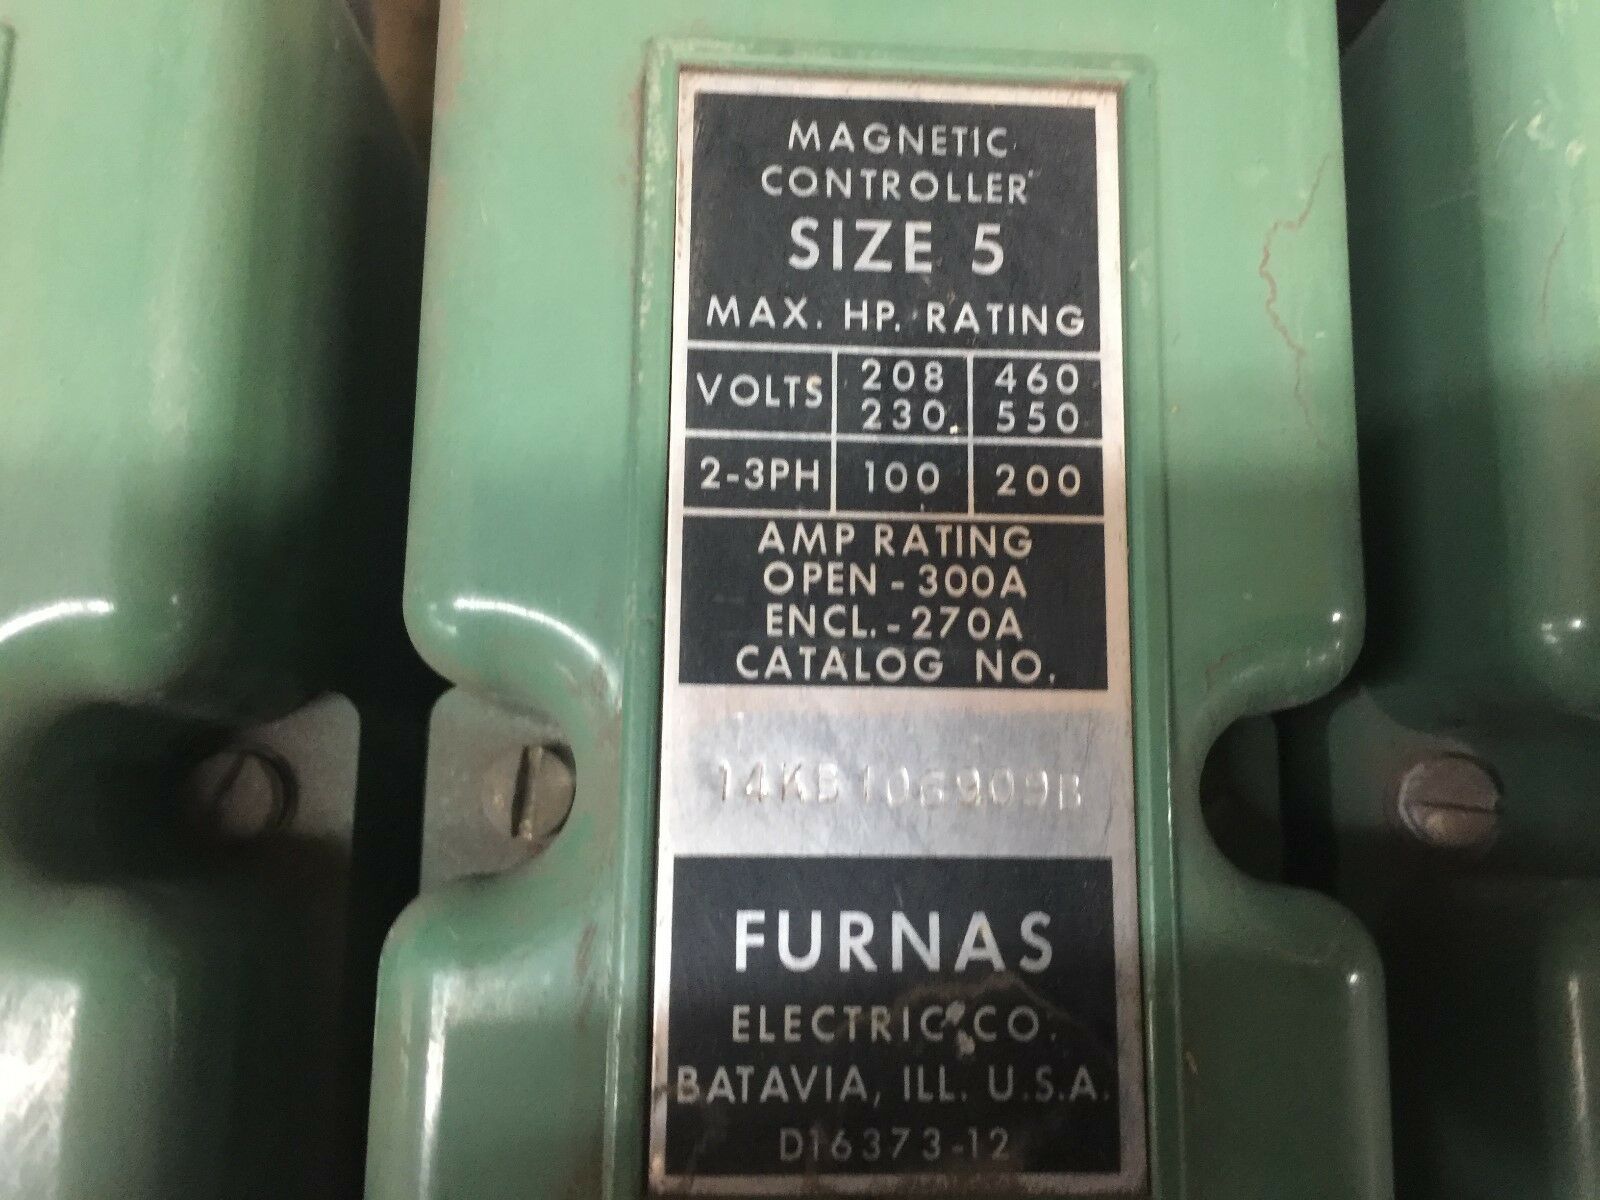 MAGNETIC
CONTROLLER
SIZE 5
MAX. HP. RATING
VOLTS 208 230 460 550
2-3PH 100 200
AMP RATING
OPEN - 300A
ENCL. - 270A
CATALOG NO.
14KB106909B
FURNAS
ELECTRIC CO.
BATAVIA, ILL. U.S.A.
D16373-12